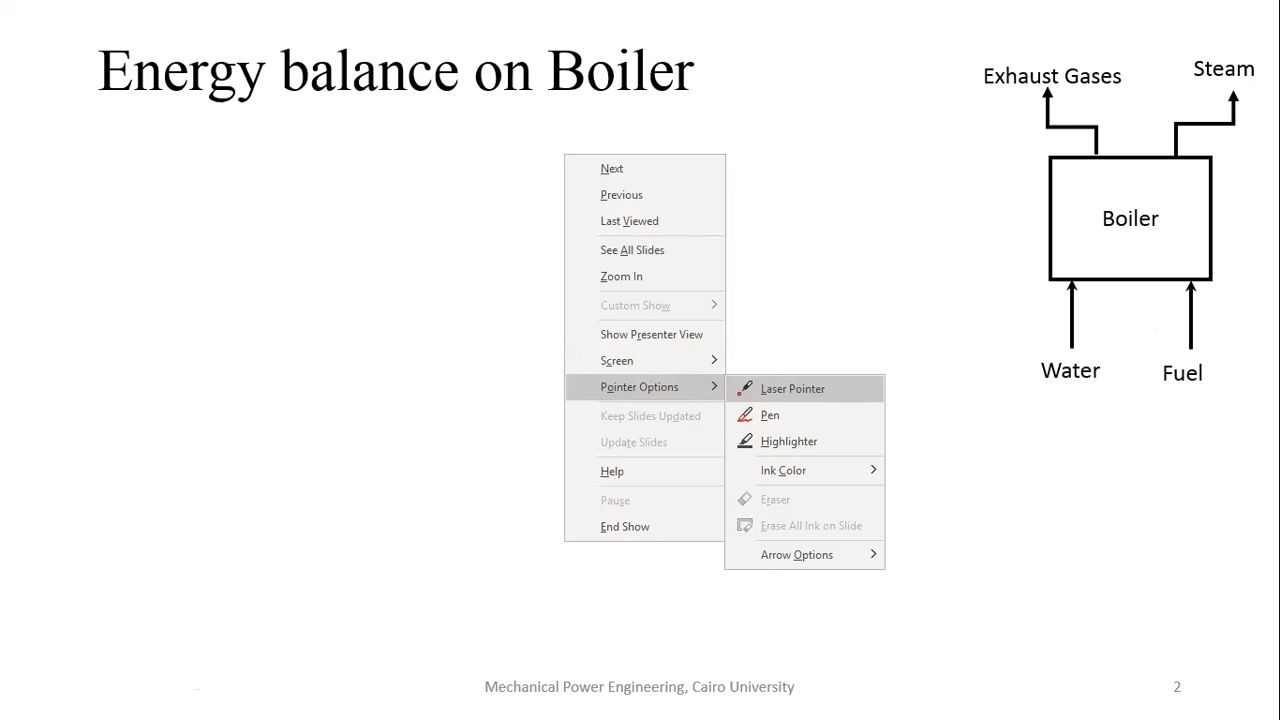 Energy balance on Boiler
Exhaust Gases
Steam
Boiler
Water
Fuel
Next
Previous
Last Viewed
See All Slides
Zoom In
Custom Show
Show Presenter View
Screen
Pointer Options
Keep Slides Updated
Update Slides
Help
Pause
End Show
Laser Pointer
Pen
Highlighter
Ink Color
Eraser
Erase All Ink on Slide
Arrow Options
Mechanical Power Engineering, Cairo University
2